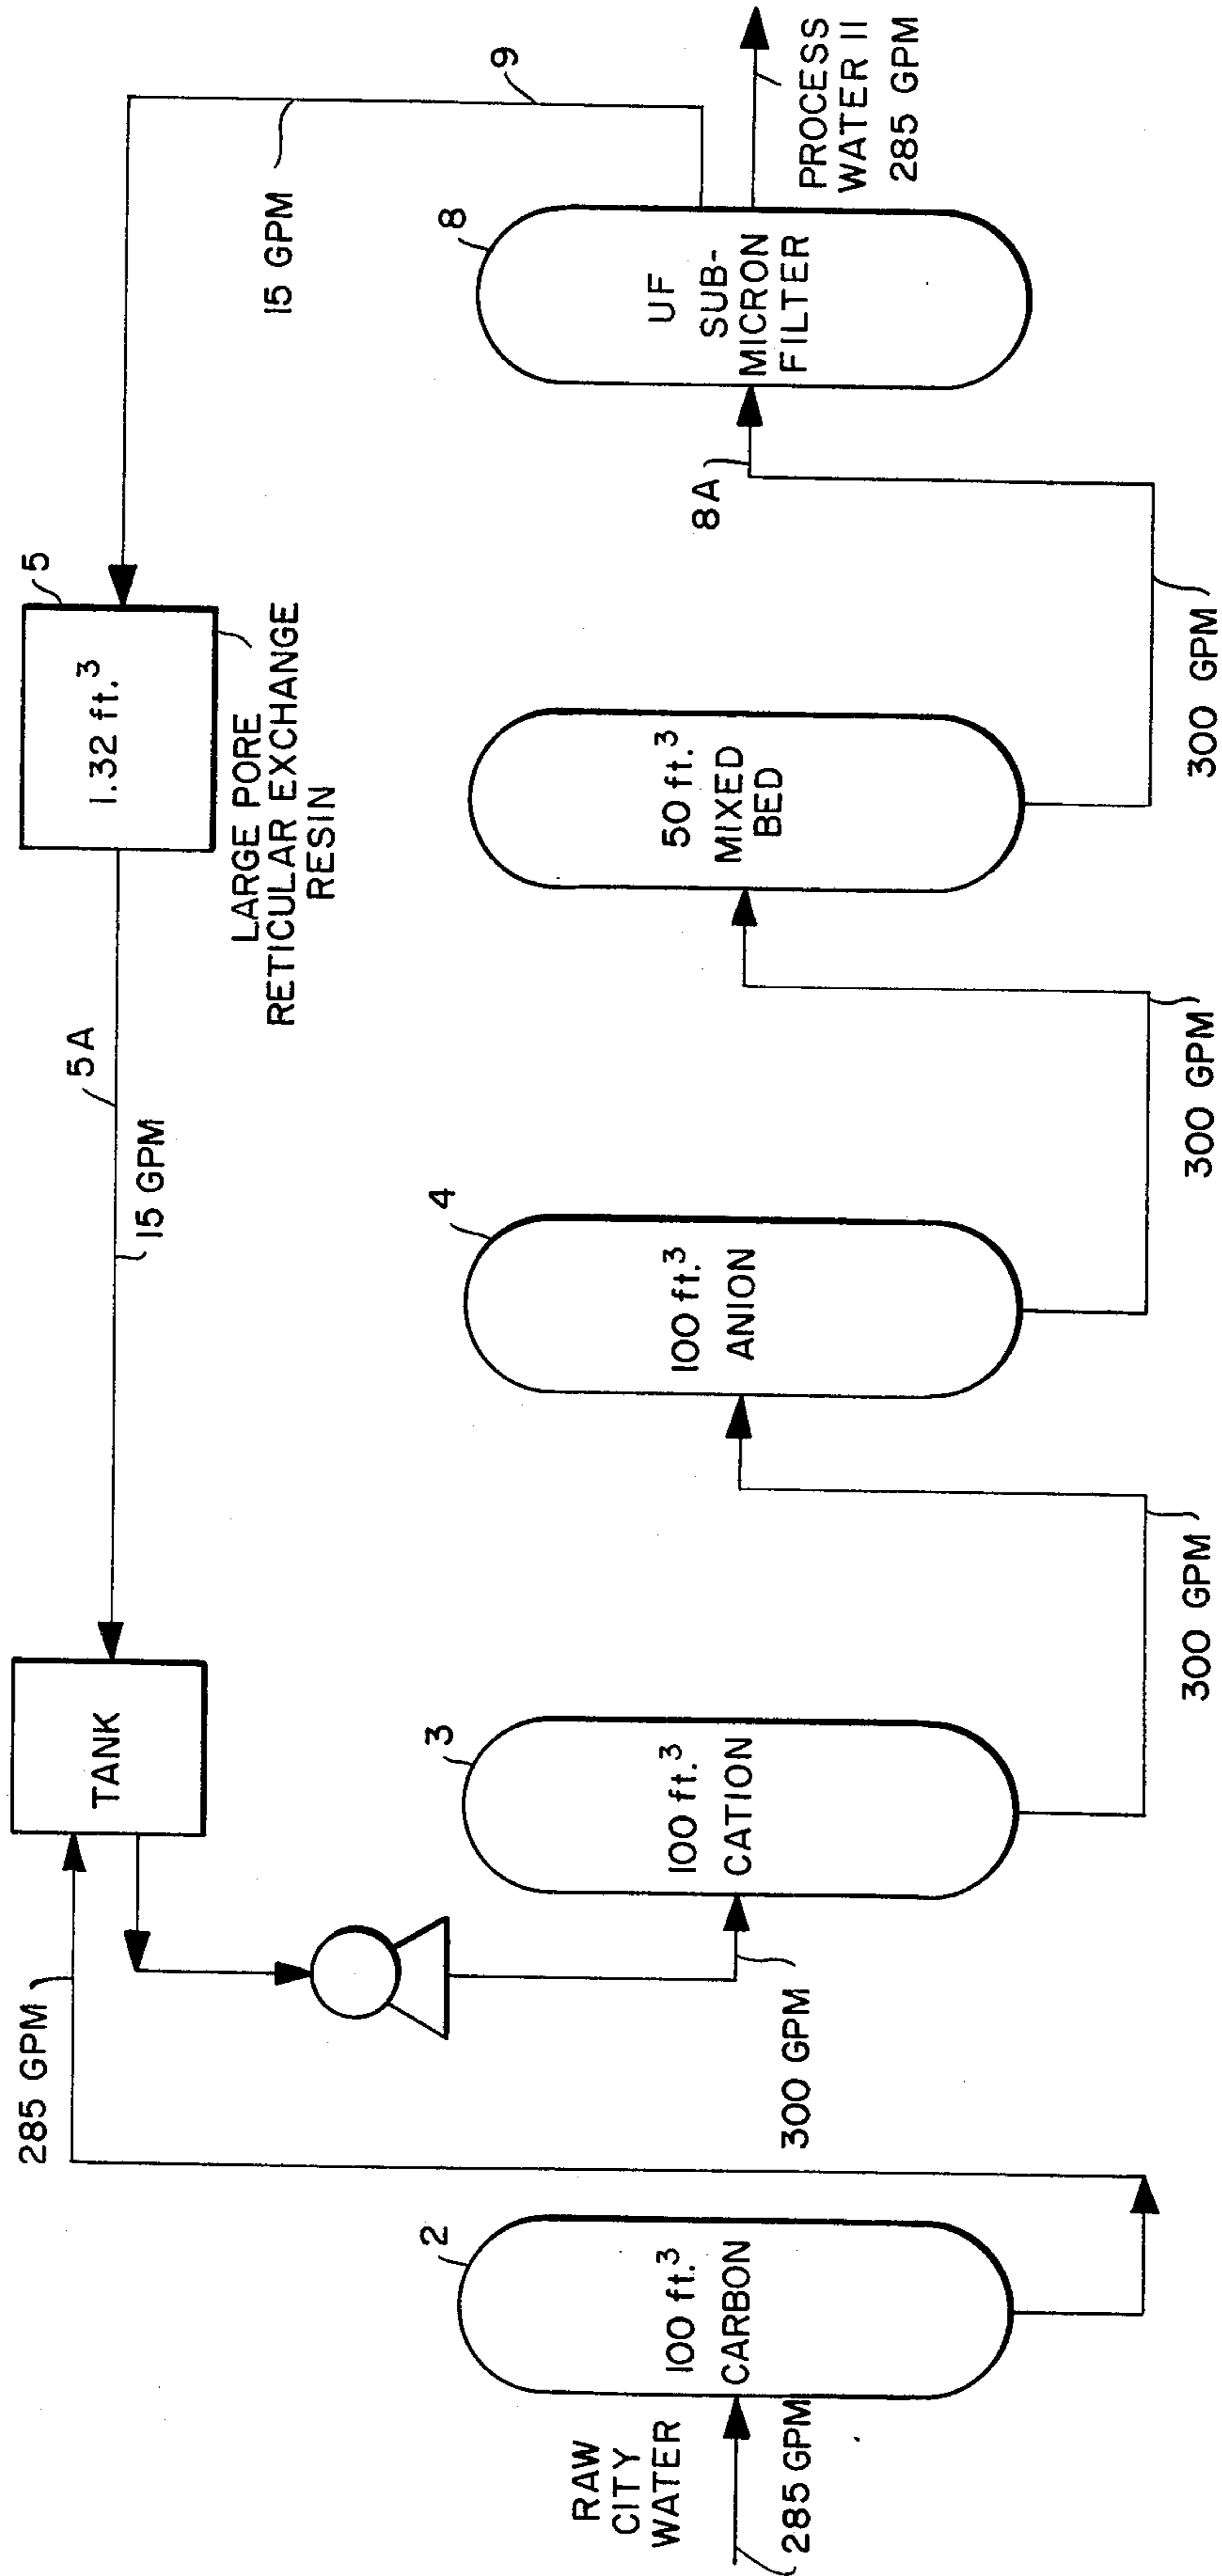 RAW
CITY
WATER
285 GPM
2
100 ft.3
CARBON
285 GPM
TANK
300 GPM
3
100 ft.3
CATION
300 GPM
4
100 ft.3
ANION
300 GPM
50 ft.3
MIXED
BED
300 GPM
8A
8
UF
SUB-
MICRON
FILTER
PROCESS
WATER 11
285 GPM
9
15 GPM
5
1.32 ft.3
LARGE PORE
RETICULAR EXCHANGE
RESIN
5A
15 GPM